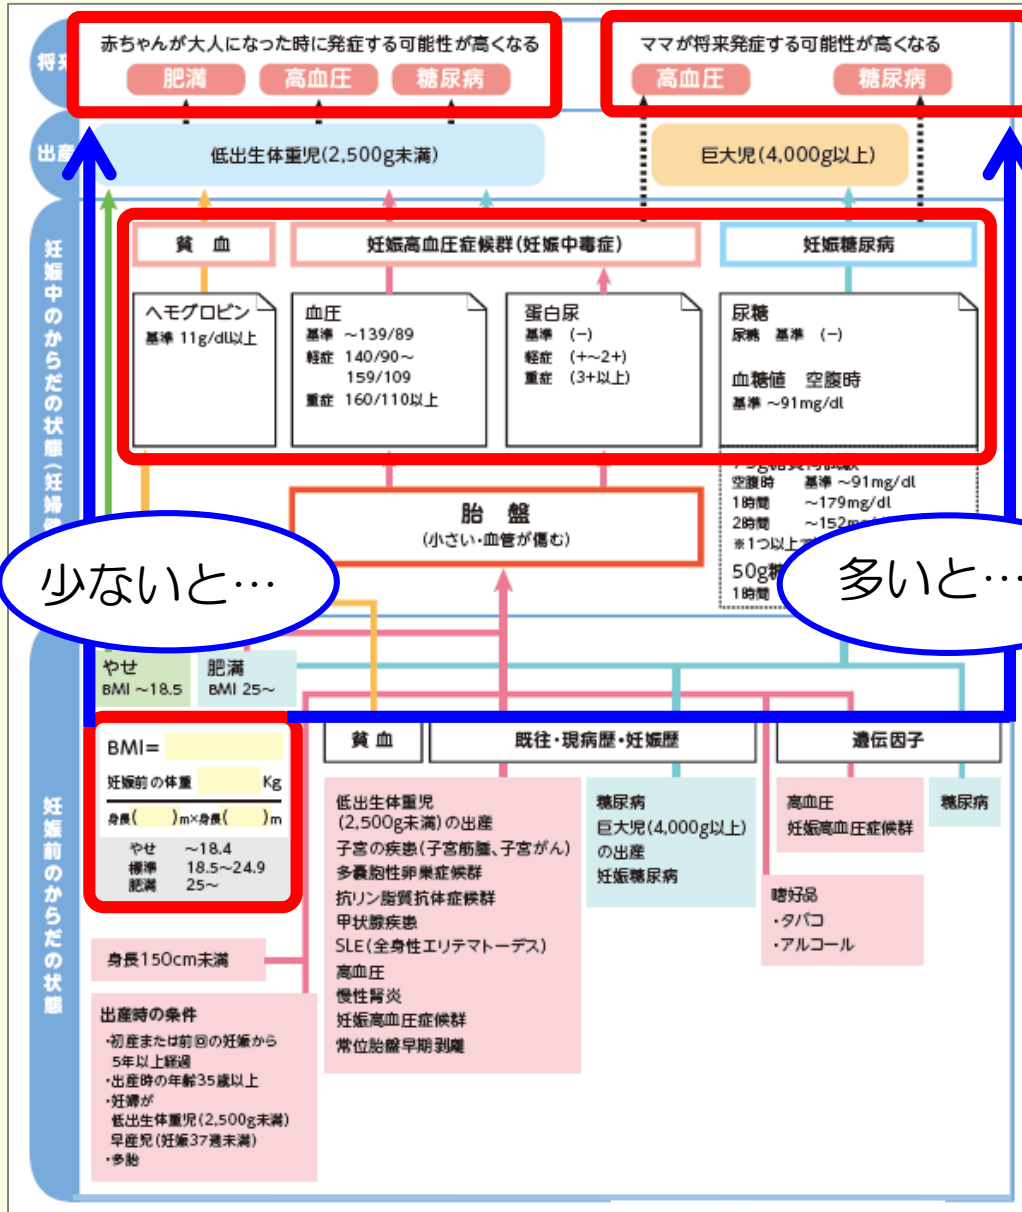 将来
赤ちゃんが大人になった時に発症する可能性が高くなる
肥満
高血圧
糖尿病
ママが将来発症する可能性が高くなる
高血圧
糖尿病
出産
低出生体重児(2,500g未満)
巨大児(4,000g以上)
妊娠中のからだの状態(妊婦
貧 血
妊娠高血圧症候群(妊娠中毒症)
妊娠糖尿病
ヘモグロビン
基準 11g/dl以上
血圧
基準 ～139/89
軽症 140/90～
159/109
重症 160/110以上
蛋白尿
基準 (−)
軽症 (+～2+)
重症 (3+以上)
尿糖
尿糖 基準 (−)
血糖値 空腹時
基準 ～91mg/dl
空腹時 基準 ～91mg/dl
1時間 ～179mg/dl
2時間 ～152m
※1つ以上
50g糖
1時間
胎 盤
(小さい・血管が傷む)
少ないと…
多いと…
やせ
BMI ～18.5
肥満
BMI 25～
妊娠前のからだの状態
BMI=
妊娠前の体重 Kg
身長( )m×身長( )m
やせ ～18.4
標準 18.5～24.9
肥満 25～
身長150cm未満
出産時の条件
・初産または前回の妊娠から
5年以上経過
・出産時の年齢35歳以上
・妊婦が
低出生体重児(2,500g未満)
早産児(妊娠37週未満)
・多胎
貧血
既往・現病歴・妊娠歴
遺伝因子
低出生体重児
(2,500g未満)の出産
子宮の疾患(子宮筋腫、子宮がん)
多嚢胞性卵巣症候群
抗リン脂質抗体症候群
甲状腺疾患
SLE(全身性エリテマトーデス)
高血圧
慢性腎炎
妊娠高血圧症候群
常位胎盤早期剥離
糖尿病
巨大児(4,000g以上)
の出産
妊娠糖尿病
高血圧
妊娠高血圧症候群
糖尿病
嗜好品
・タバコ
・アルコール